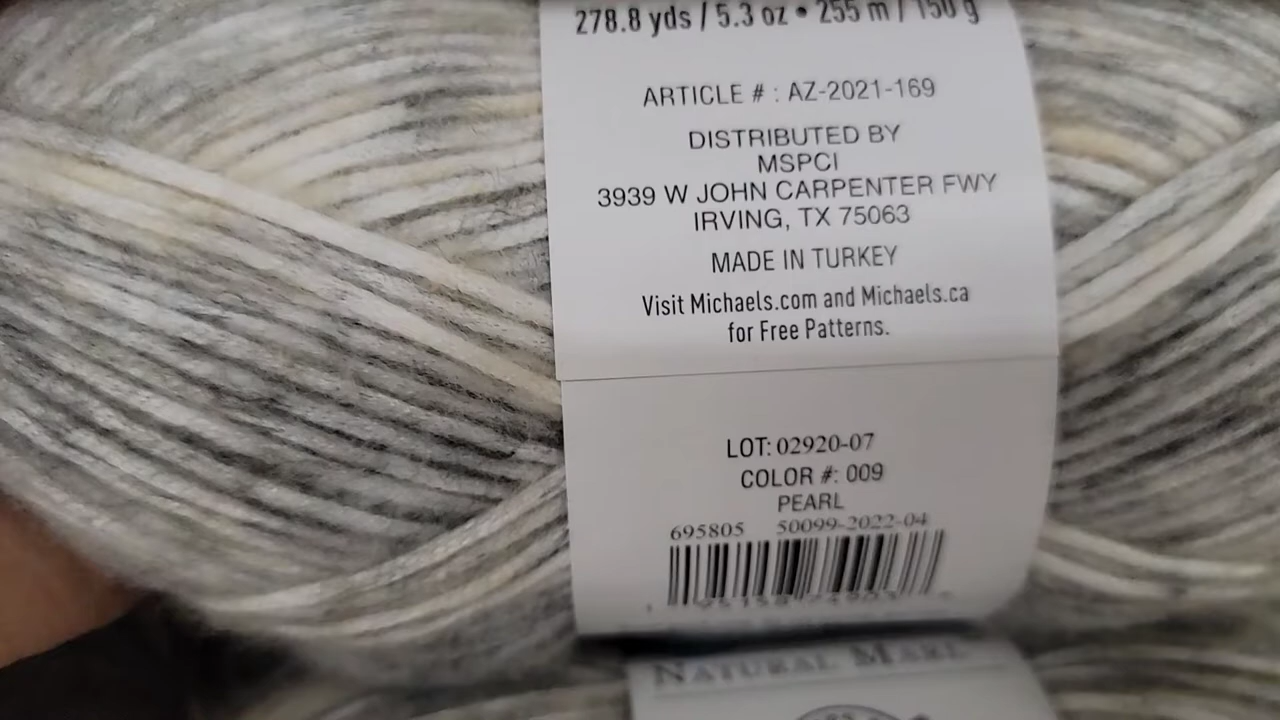 278.8 yds / 5.3 oz • 255 m / 150 g
ARTICLE # : AZ-2021-169
DISTRIBUTED BY
MSPCI
3939 W JOHN CARPENTER FWY
IRVING, TX 75063
MADE IN TURKEY
Visit Michaels.com and Michaels.ca
for Free Patterns.
LOT: 02920-07
COLOR #: 009
PEARL
695805 50099-2022-04
NATURAL